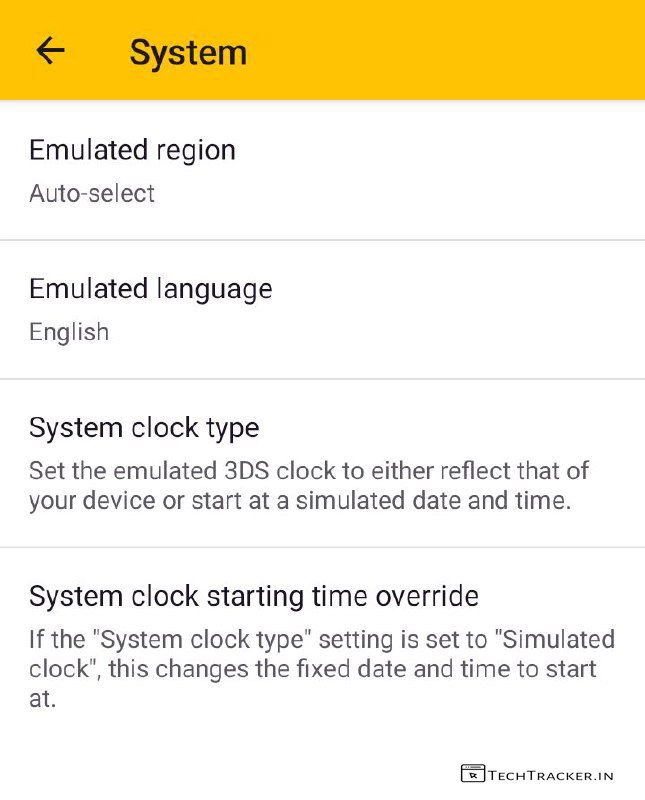 System
Emulated region
Auto-select
Emulated language
English
System clock type
Set the emulated 3DS clock to either reflect that of
your device or start at a simulated date and time.
System clock starting time override
If the "System clock type" setting is set to "Simulated
clock", this changes the fixed date and time to start
at.
TECHTRACKER.IN